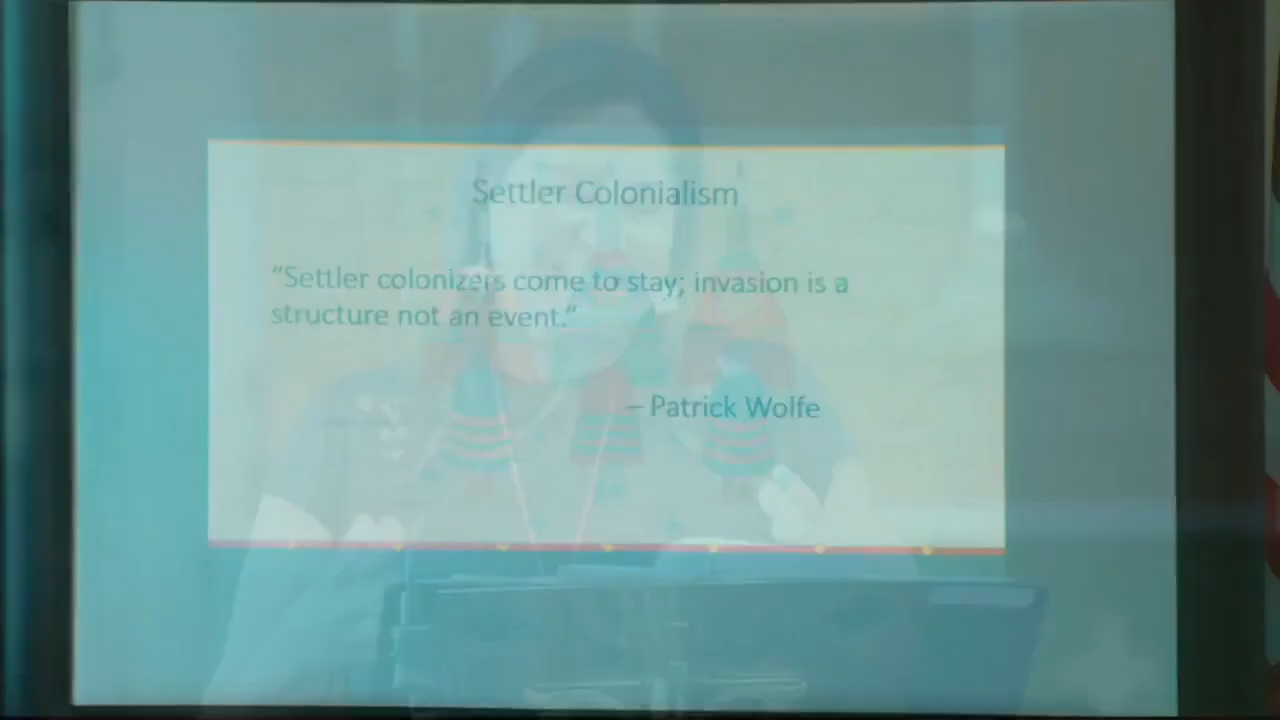 Settler Colonialism
“Settler colonizers come to stay; invasion is a
structure not an event.“
– Patrick Wolfe